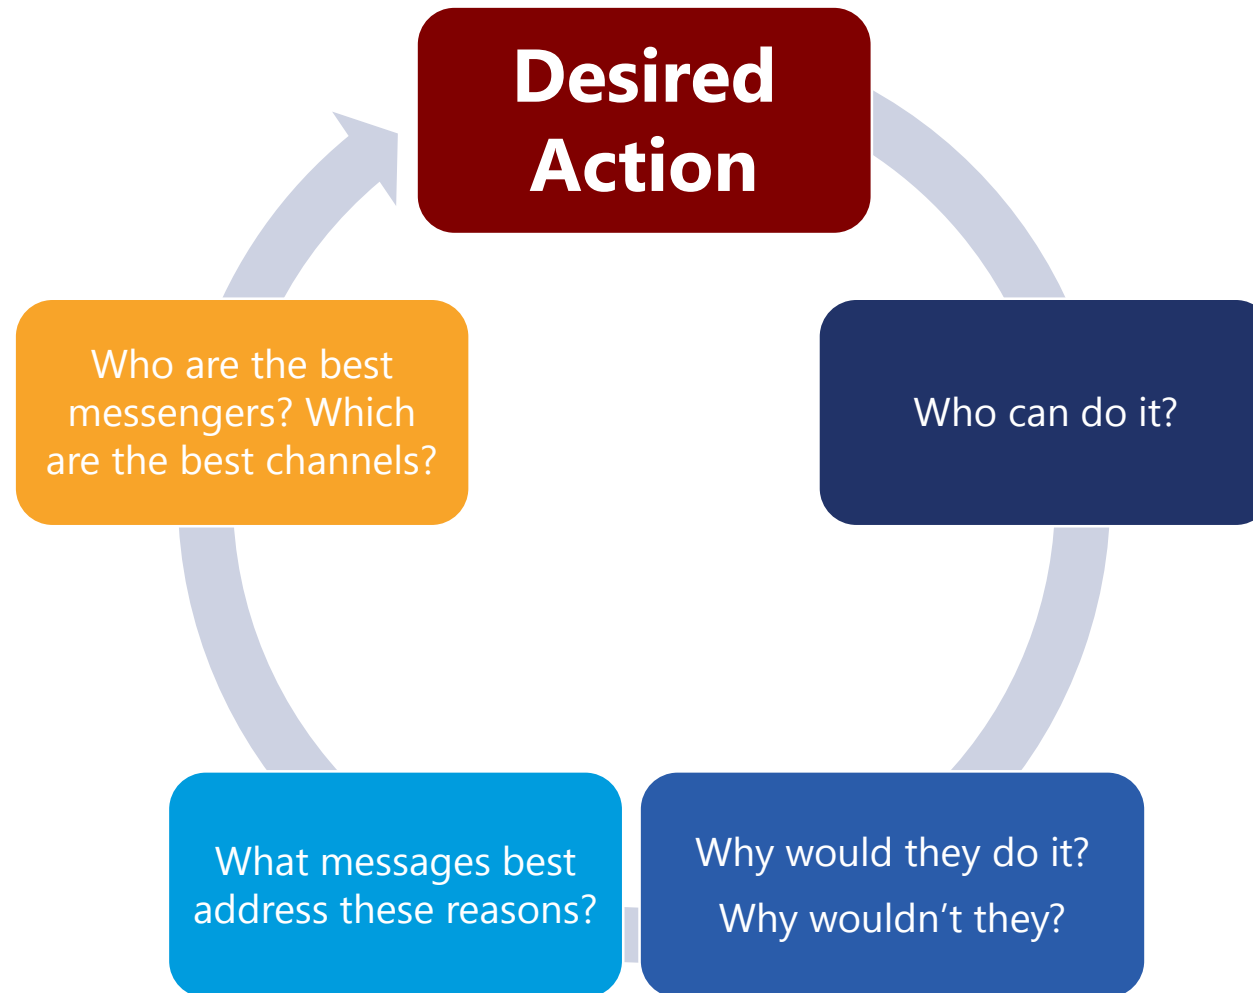 Desired
Action
Who can do it?
Why would they do it?
Why wouldn’t they?
What messages best
address these reasons?
Who are the best
messengers? Which
are the best channels?